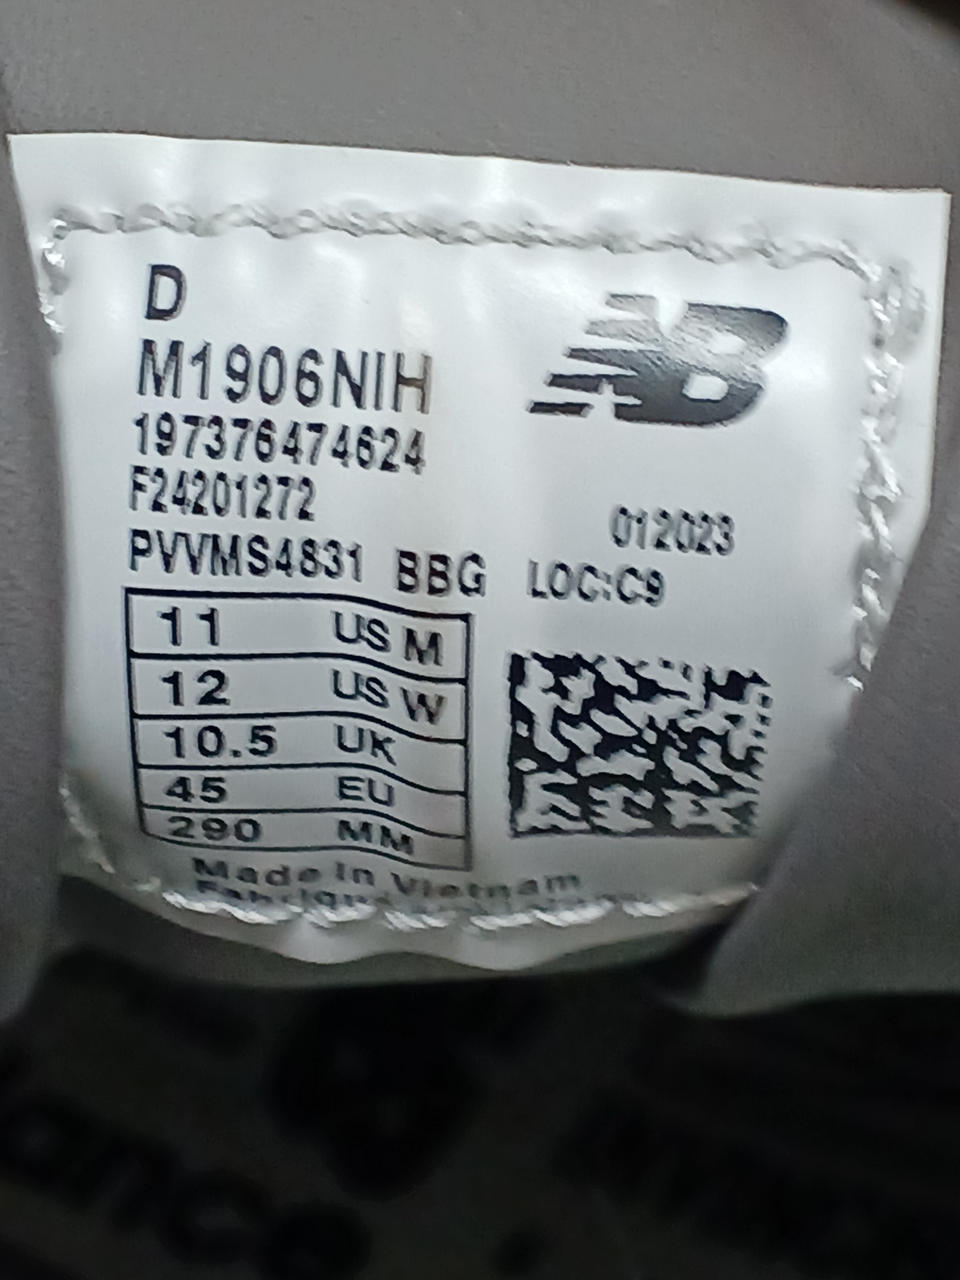 D
M1906NIH
197376474624
F24201272
012023
PVVMS4831 BBG LOC:C9
11 US M
12 US W
10.5 UK
45 EU
290 MM
Made In Vietnam